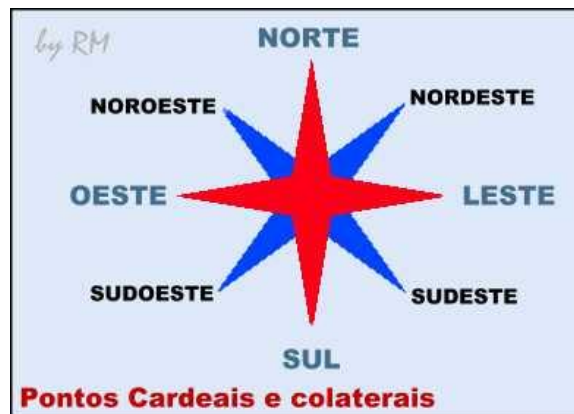 by RM
NORTE
NOROESTE
NORDESTE
OESTE
LESTE
SUDOESTE
SUDESTE
SUL
Pontos Cardeais e colaterais